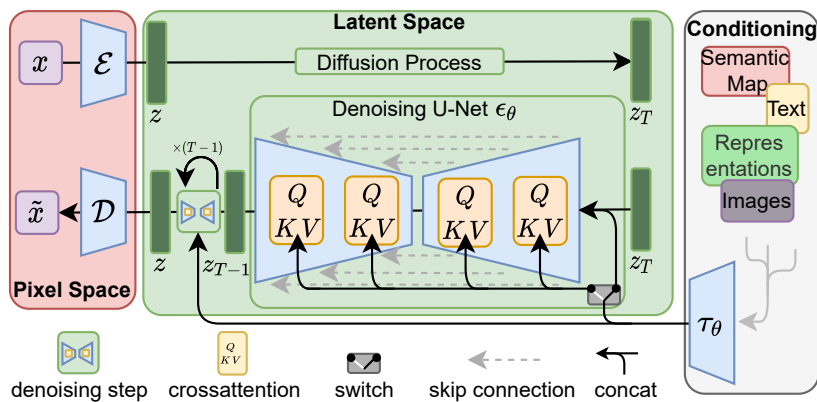 Latent Space
Conditioning
x
ℰ
Diffusion Process
Semantic
Map
Text
z
z_T
Denoising U-Net ϵ_θ
Repres
entations
Images
×(T−1)
Q
KV
Q
KV
Q
KV
Q
KV
x̃
𝒟
z
z_{T−1}
z_T
Pixel Space
τ_θ
Q
KV
denoising step
crossattention
switch
skip connection
concat